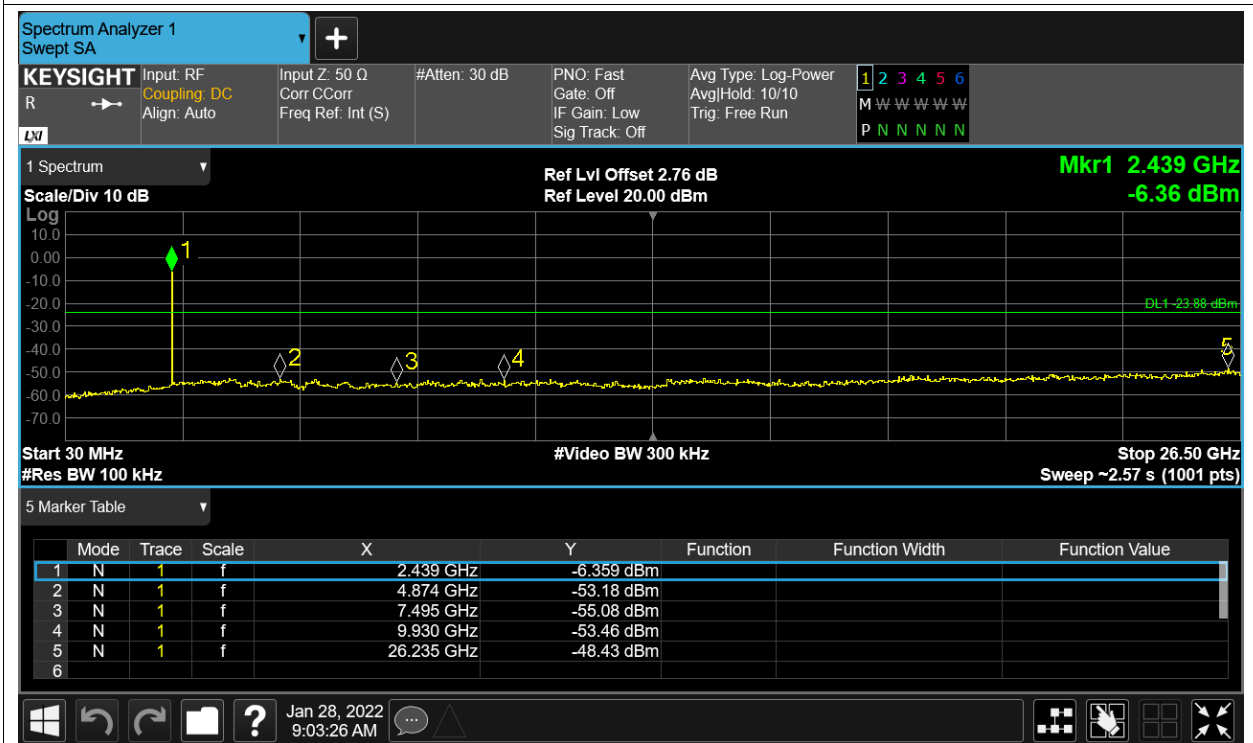 Spectrum Analyzer 1
Swept SA
+
KEYSIGHT Input: RF Input Z: 50 Ω #Atten: 30 dB PNO: Fast Avg Type: Log-Power 1 2 3 4 5 6
R Coupling: DC Corr CCorr Gate: Off Avg|Hold: 10/10 M W W W W W W
Align: Auto Freq Ref: Int (S) IF Gain: Low Trig: Free Run
LXI Sig Track: Off P N N N N N N
1 Spectrum Ref Lvl Offset 2.76 dB Mkr1 2.439 GHz
Scale/Div 10 dB Ref Level 20.00 dBm -6.36 dBm
Log
10.0
1
0.00
-10.0
-20.0
DL1 -23.88 dBm
-30.0
-40.0
2 3 4 5
-50.0
-60.0
-70.0
Start 30 MHz #Video BW 300 kHz Stop 26.50 GHz
#Res BW 100 kHz Sweep ~2.57 s (1001 pts)
5 Marker Table
Mode Trace Scale X Y Function Function Width Function Value
1 N 1 f 2.439 GHz -6.359 dBm
2 N 1 f 4.874 GHz -53.18 dBm
3 N 1 f 7.495 GHz -55.08 dBm
4 N 1 f 9.930 GHz -53.46 dBm
5 N 1 f 26.235 GHz -48.43 dBm
6
? Jan 28, 2022
9:03:26 AM